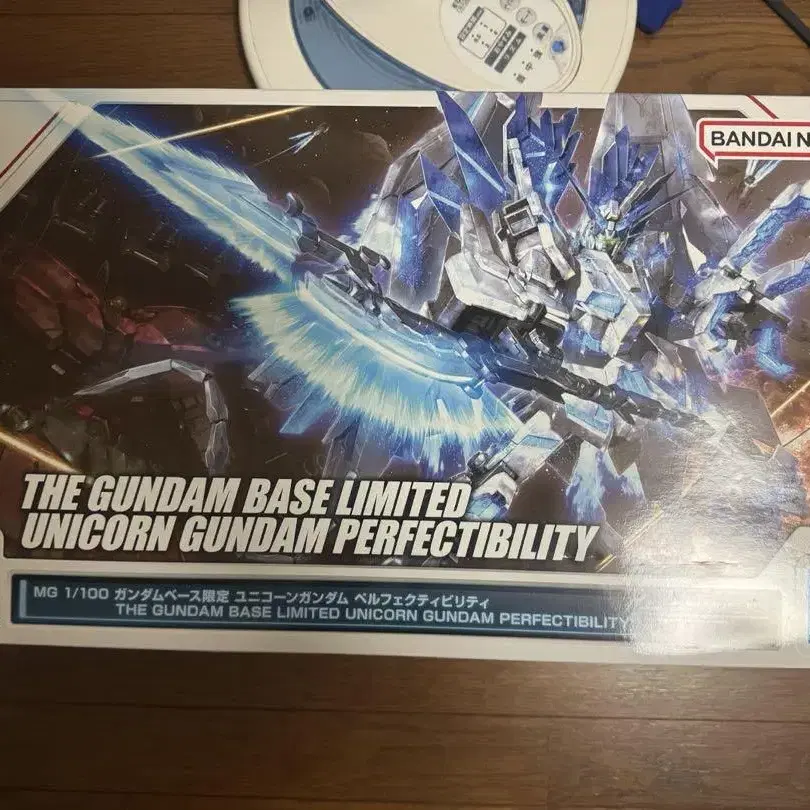 BANDAI N
THE GUNDAM BASE LIMITED
UNICORN GUNDAM PERFECTIBILITY
MG 1/100 ガンダムベース限定 ユニコーンガンダム ペルフェクティビリティ
THE GUNDAM BASE LIMITED UNICORN GUNDAM PERFECTIBILITY